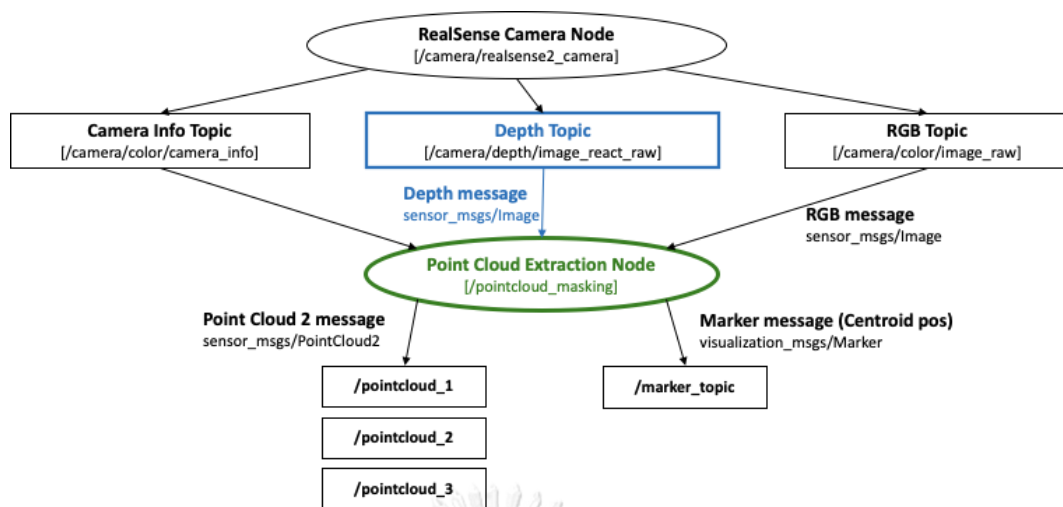 RealSense Camera Node
[/camera/realsense2_camera]
Camera Info Topic
[/camera/color/camera_info]
Depth Topic
[/camera/depth/image_react_raw]
RGB Topic
[/camera/color/image_raw]
Depth message
sensor_msgs/Image
RGB message
sensor_msgs/Image
Point Cloud Extraction Node
[/pointcloud_masking]
Point Cloud 2 message
sensor_msgs/PointCloud2
Marker message (Centroid pos)
visualization_msgs/Marker
/pointcloud_1
/marker_topic
/pointcloud_2
/pointcloud_3